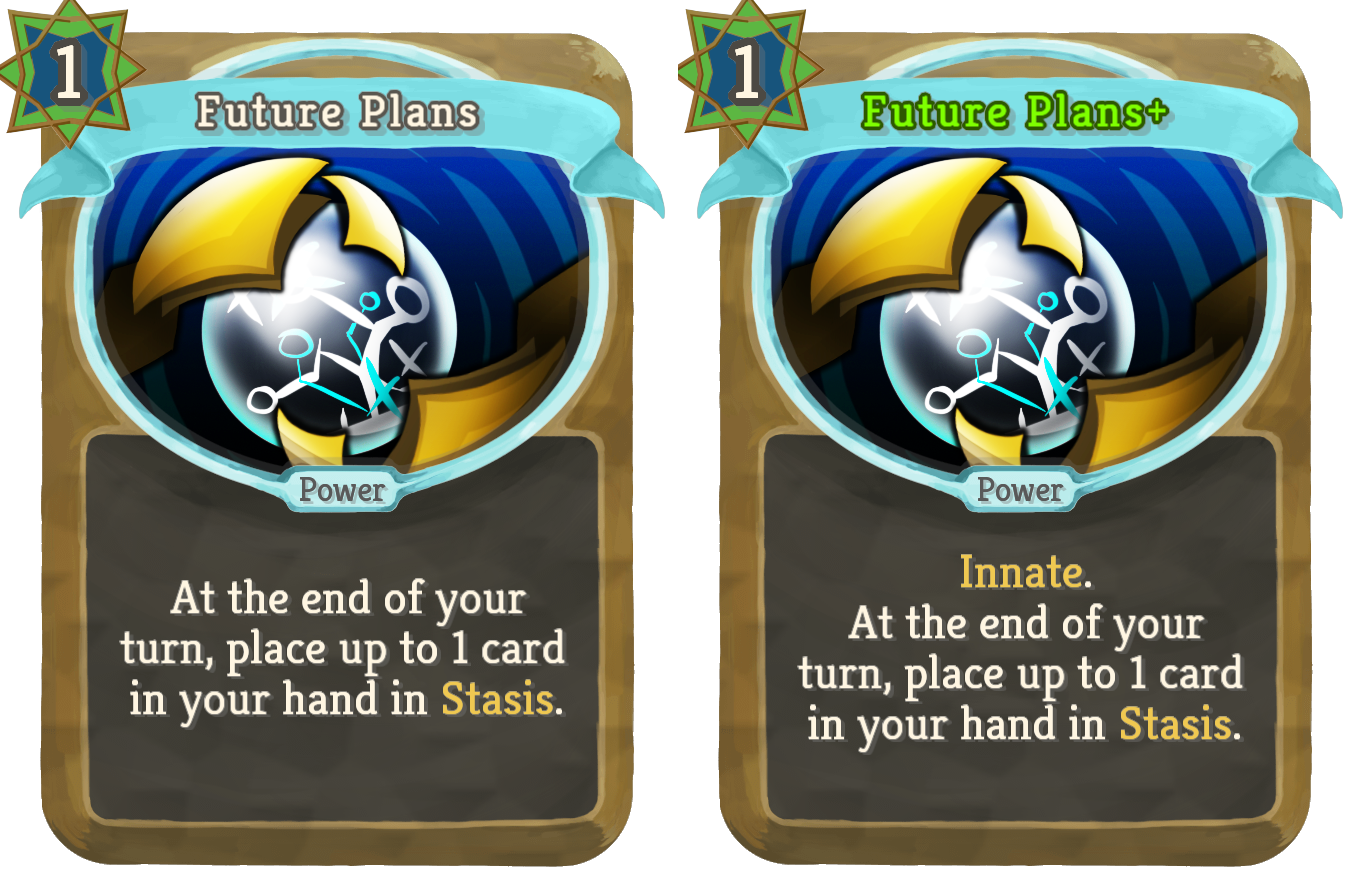 1
Future Plans
Power
At the end of your
turn, place up to 1 card
in your hand in Stasis.
1
Future Plans+
Power
Innate.
At the end of your
turn, place up to 1 card
in your hand in Stasis.